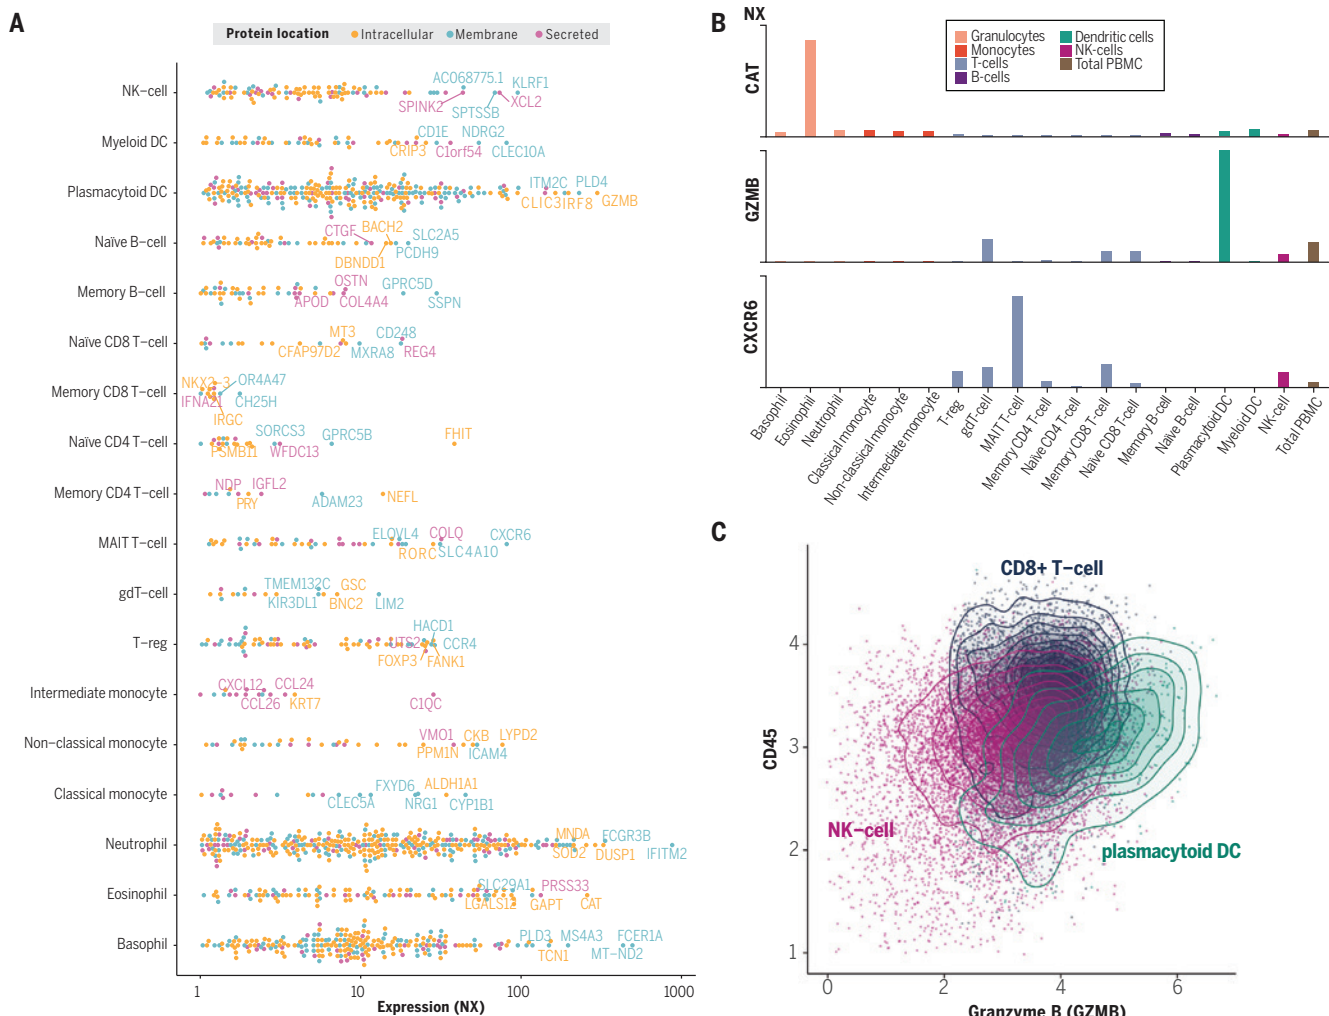 A
Protein location
Intracellular
Membrane
Secreted
NK-cell
AC068775.1
KLRF1
SPINK2
XCL2
SPTSSB
Myeloid DC
CD1E
NDRG2
CRIP3
C1orf54
CLEC10A
Plasmacytoid DC
ITM2C
PLD4
CLIC3
IRF8
GZMB
Naïve B-cell
CTGF
BACH2
SLC2A5
PCDH9
DBNDD1
Memory B-cell
OSTN
GPRC5D
APOD
COL4A4
SSPN
Naïve CD8 T-cell
MT3
CD248
CFAP97D2
MXRA8
REG4
Memory CD8 T-cell
NKX2-3
OR4A47
IFNA21
CH25H
IRGC
Naïve CD4 T-cell
SORCS3
GPRC5B
FHIT
PSMB11
WFDC13
Memory CD4 T-cell
NDP
IGFL2
PRY
ADAM23
NEFL
MAIT T-cell
ELOVL4
COLQ
CXCR6
RORC
SLC4A10
gdT-cell
TMEM132C
GSC
KIR3DL1
BNC2
LIM2
T-reg
HACD1
UTS2
CCR4
FOXP3
FANK1
Intermediate monocyte
CXCL12
CCL24
CCL26
KRT7
C1QC
Non-classical monocyte
VMO1
CKB
LYPD2
PPM1N
ICAM4
Classical monocyte
FXYD6
ALDH1A1
CLEC5A
NRG1
CYP1B1
Neutrophil
MNDA
FCGR3B
SOD2
DUSP1
IFITM2
Eosinophil
SLC29A1
PRSS33
LGALS12
GAPT
CAT
Basophil
PLD3
MS4A3
FCER1A
TCN1
MT-ND2
1
10
100
1000
Expression (NX)
B
NX
Granulocytes
Monocytes
T-cells
B-cells
Dendritic cells
NK-cells
Total PBMC
CAT
GZMB
CXCR6
Basophil
Eosinophil
Neutrophil
Classical monocyte
Non-classical monocyte
Intermediate monocyte
T-reg
gdT-cell
MAIT T-cell
Memory CD4 T-cell
Naïve CD4 T-cell
Memory CD8 T-cell
Naïve CD8 T-cell
Memory B-cell
Naïve B-cell
Plasmacytoid DC
Myeloid DC
NK-cell
Total PBMC
C
CD8+ T-cell
NK-cell
plasmacytoid DC
CD45
4
3
2
1
0
2
4
6
Granzyme B (GZMB)